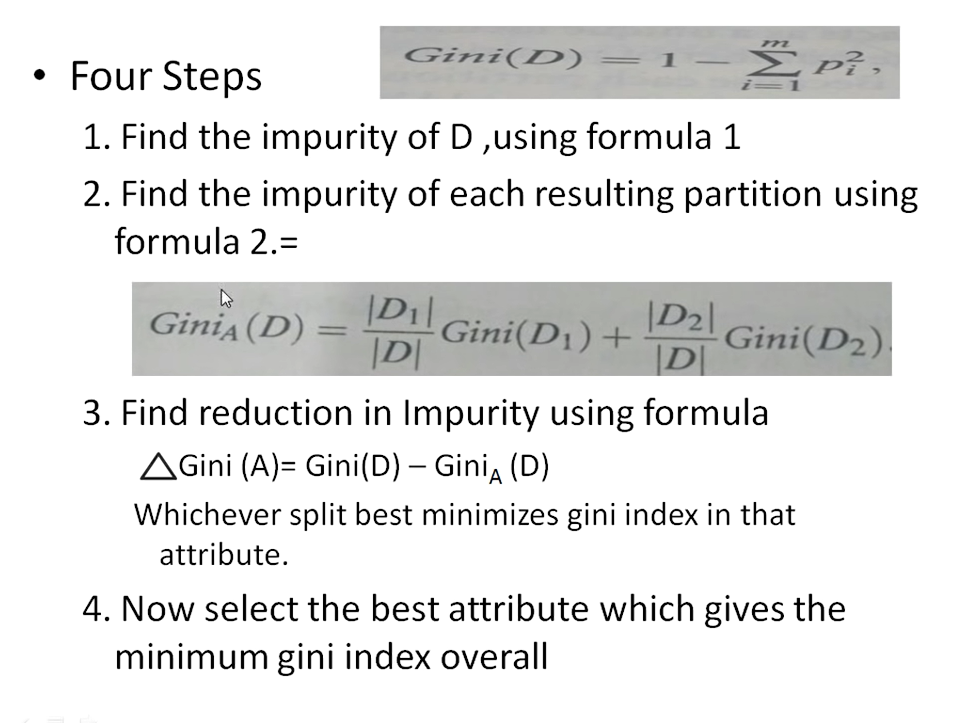 Gini(D) = 1 − \sum_{i=1}^{m} p_i^2,
• Four Steps
1. Find the impurity of D ,using formula 1
2. Find the impurity of each resulting partition using
formula 2.=
Gini_A(D) = \frac{|D_1|}{|D|} Gini(D_1) + \frac{|D_2|}{|D|} Gini(D_2).
3. Find reduction in Impurity using formula
△Gini (A)= Gini(D) – Gini_A (D)
Whichever split best minimizes gini index in that
attribute.
4. Now select the best attribute which gives the
minimum gini index overall